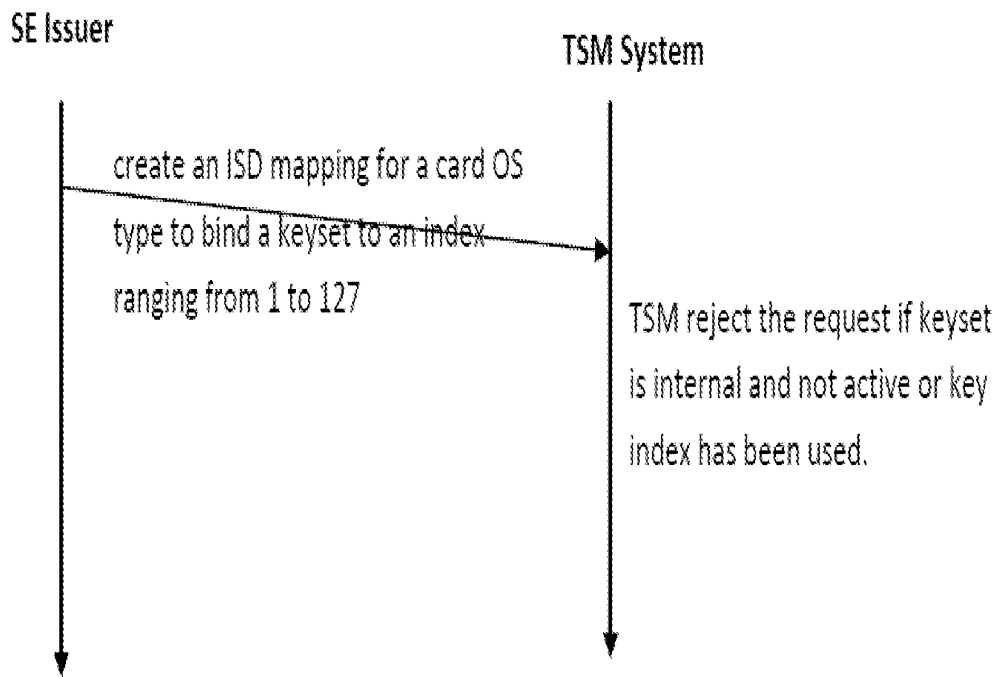 SE Issuer
TSM System
create an ISD mapping for a card OS
type to bind a keyset to an index
ranging from 1 to 127
TSM reject the request if keyset
is internal and not active or key
index has been used.